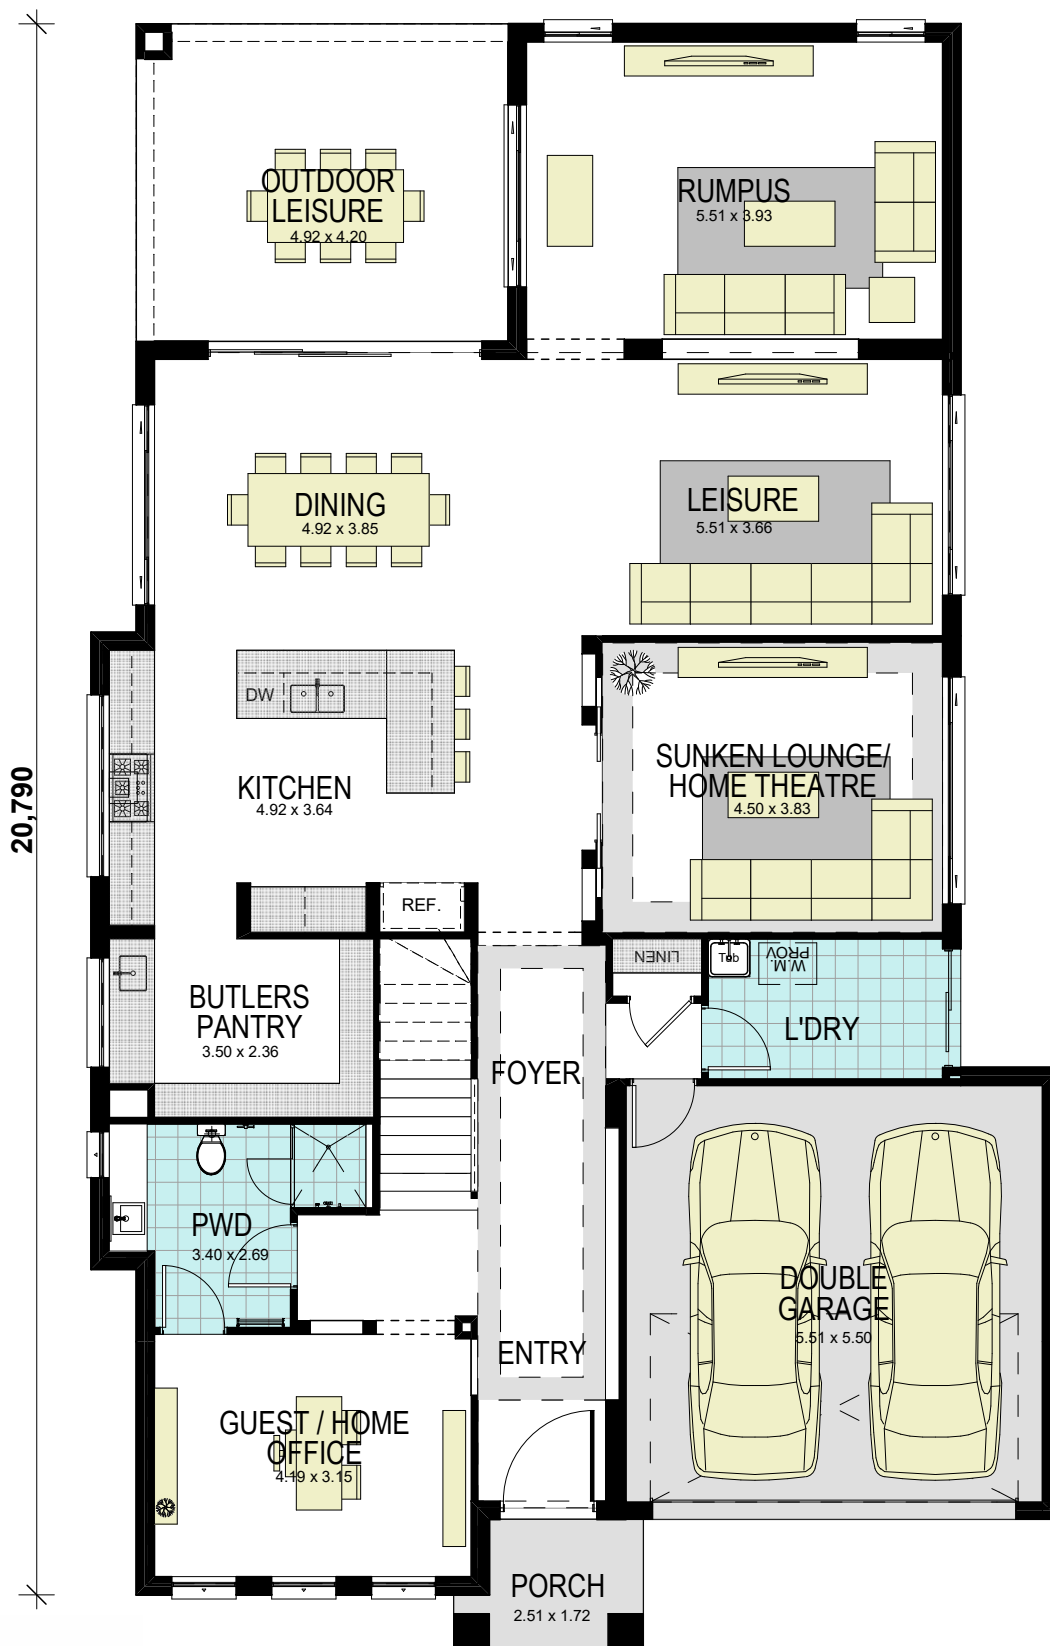 OUTDOOR
LEISURE
4.92 x 4.20
RUMPUS
5.51 x 3.93
DINING
4.92 x 3.85
LEISURE
5.51 x 3.66
DW
KITCHEN
4.92 x 3.64
SUNKEN LOUNGE/
HOME THEATRE
4.50 x 3.83
20,790
REF.
LINEN
Tub
W.M.
PROV
BUTLERS
PANTRY
3.50 x 2.36
L'DRY
FOYER
PWD
3.40 x 2.69
DOUBLE
GARAGE
5.51 x 5.50
ENTRY
GUEST / HOME
OFFICE
4.19 x 3.15
PORCH
2.51 x 1.72